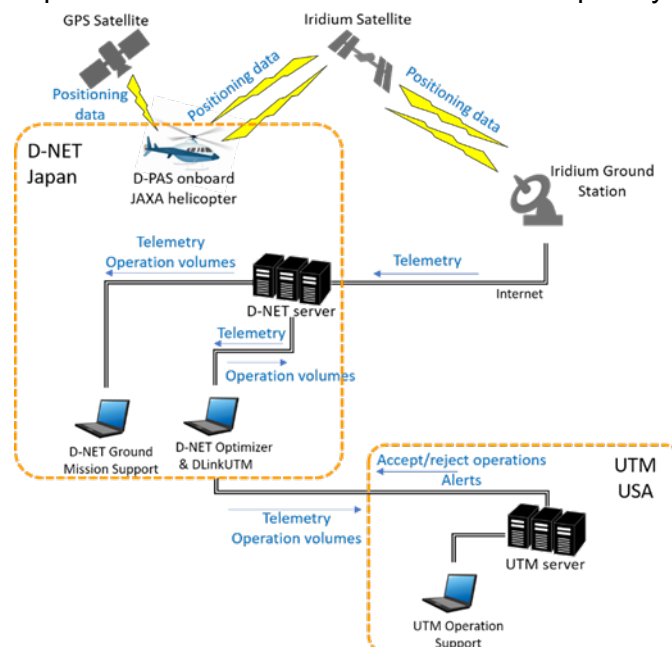 GPS Satellite
Iridium Satellite
Positioning
data
Positioning data
Positioning data
D-NET
Japan
D-PAS onboard
JAXA helicopter
Iridium Ground
Station
Telemetry
Operation volumes
Telemetry
Internet
D-NET server
Telemetry
Operation volumes
D-NET Ground
Mission Support
D-NET Optimizer
& DLinkUTM
Accept/reject operations
Alerts
UTM
USA
Telemetry
Operation volumes
UTM server
UTM Operation
Support